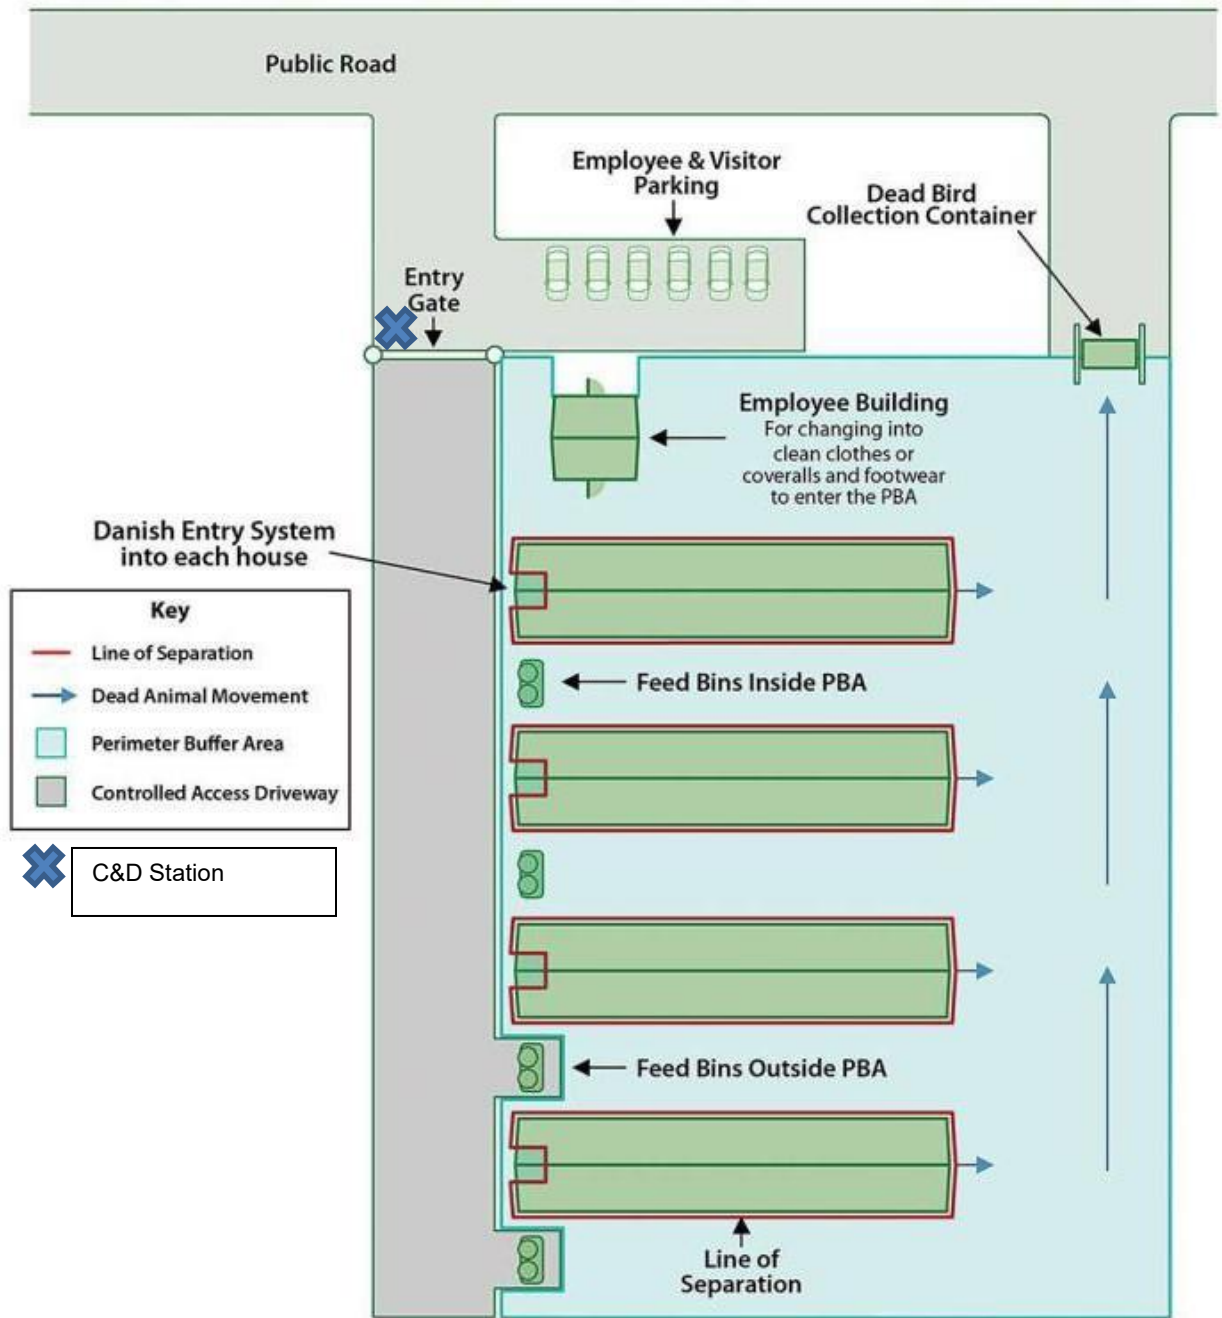 Public Road
Employee & Visitor
Parking
Dead Bird
Collection Container
Entry
Gate
Employee Building
For changing into
clean clothes or
coveralls and footwear
to enter the PBA
Danish Entry System
into each house
Key
Line of Separation
Dead Animal Movement
Perimeter Buffer Area
Controlled Access Driveway
C&D Station
Feed Bins Inside PBA
Feed Bins Outside PBA
Line of
Separation